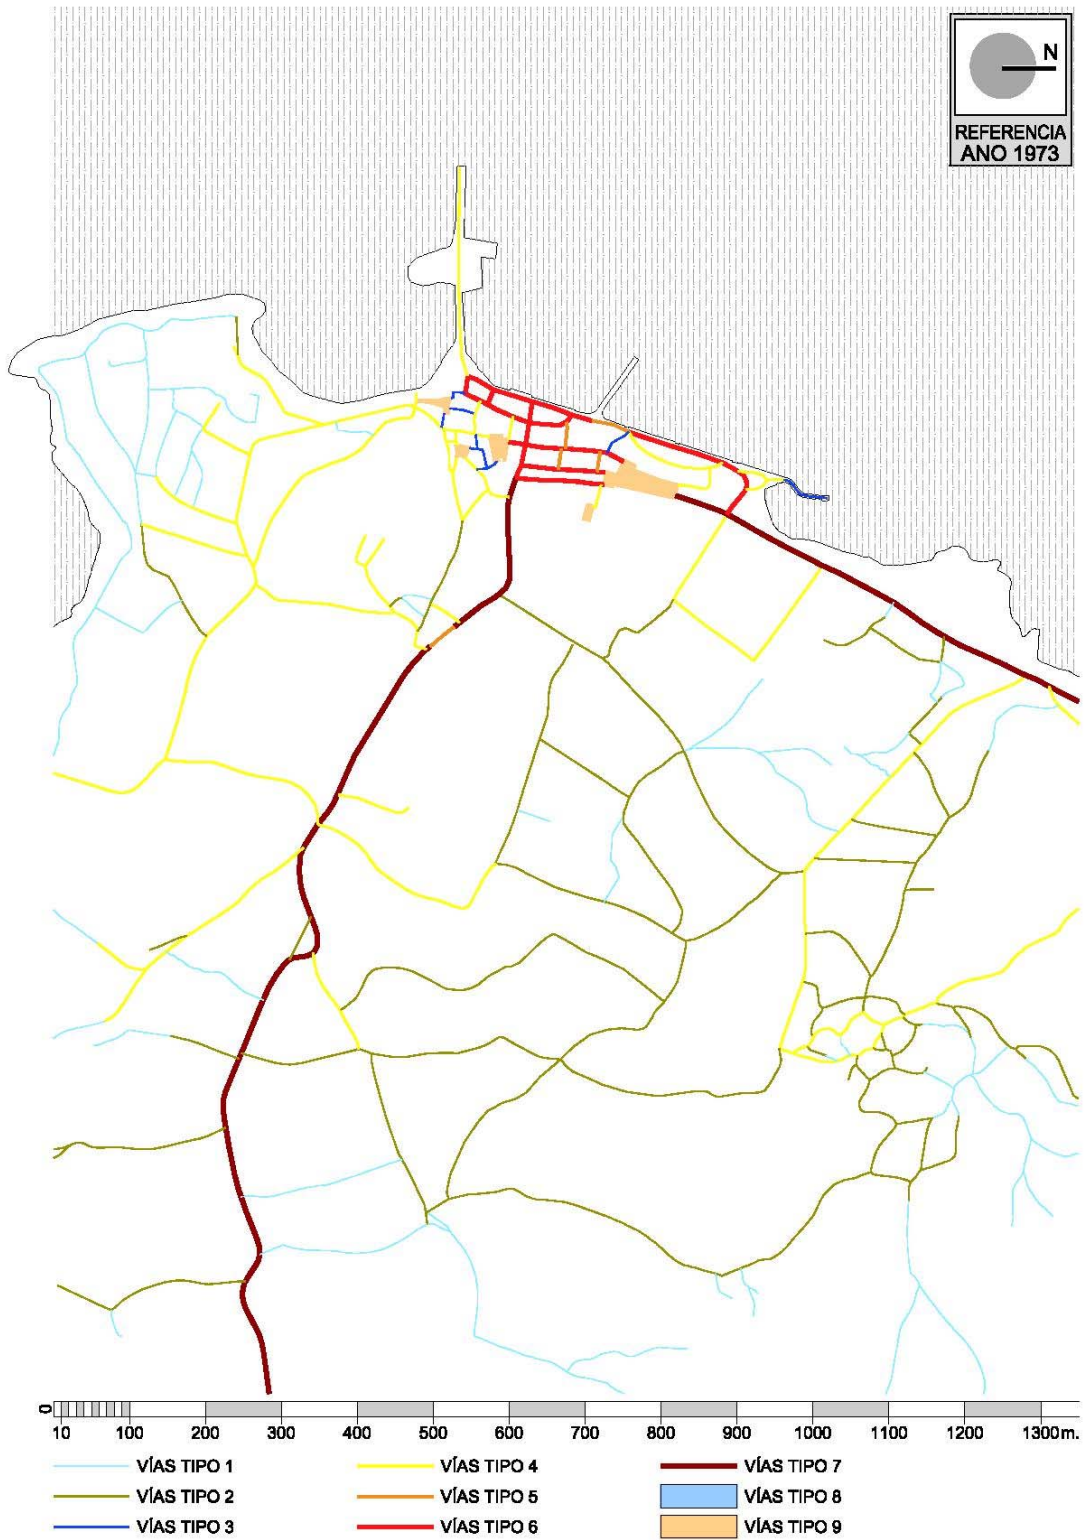 N
REFERENCIA
ANO 1973
0
10 100 200 300 400 500 600 700 800 900 1000 1100 1200 1300m.
VÍAS TIPO 1 VÍAS TIPO 4 VÍAS TIPO 7
VÍAS TIPO 2 VÍAS TIPO 5 VÍAS TIPO 8
VÍAS TIPO 3 VÍAS TIPO 6 VÍAS TIPO 9